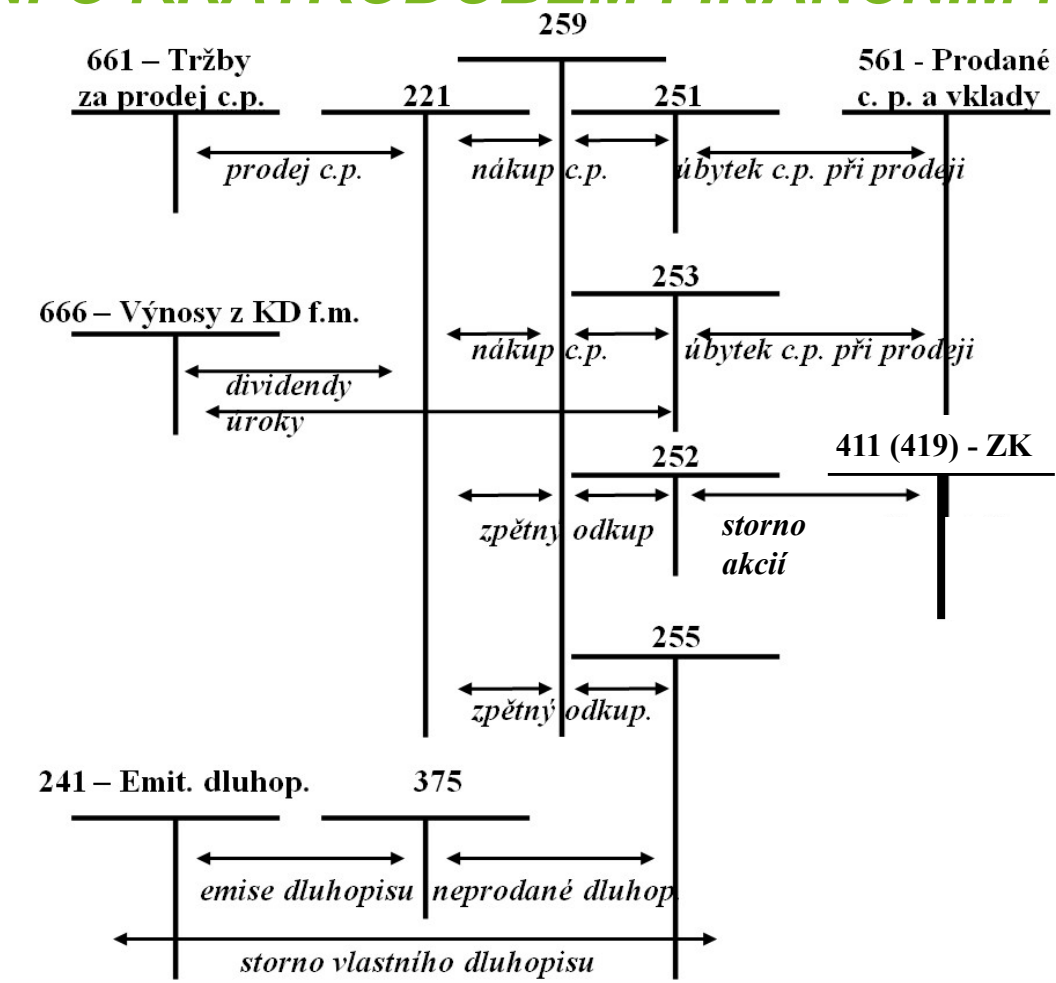 259
661 – Tržby
za prodej c.p.
221
251
561 - Prodané
c. p. a vklady
prodej c.p.
nákup c.p.
úbytek c.p. při prodeji
253
666 – Výnosy z KD f.m.
nákup c.p.
úbytek c.p. při prodeji
dividendy
úroky
252
411 (419) - ZK
zpětný odkup
storno
akcií
255
zpětný odkup.
241 – Emit. dluhop.
375
emise dluhopisu
neprodané dluhop.
storno vlastního dluhopisu